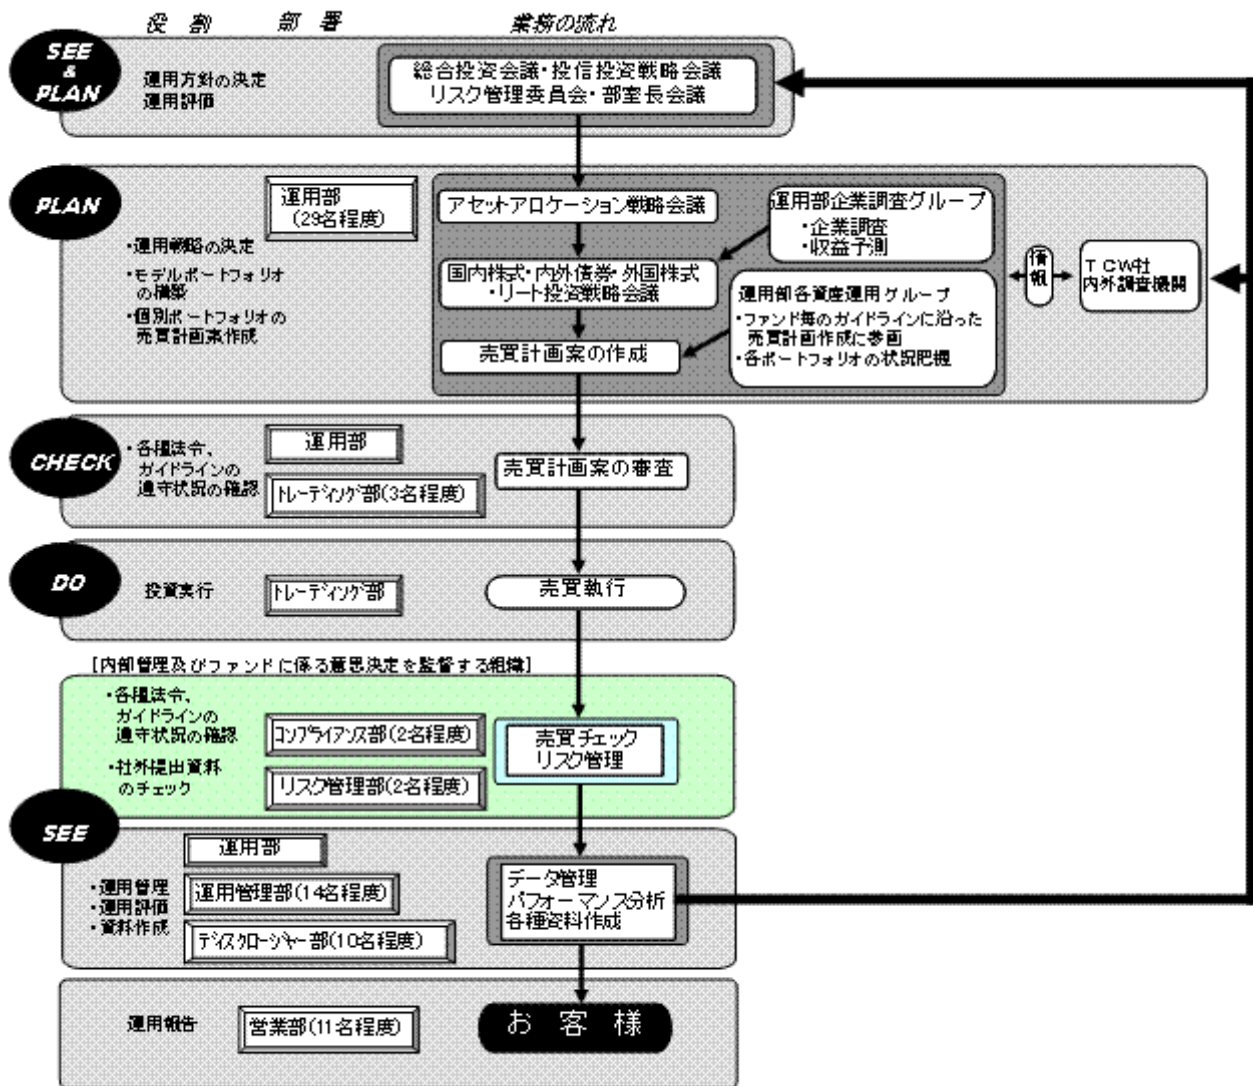 役 割 部 署 業務の流れ
SEE
&
PLAN
運用方針の決定
運用評価
総合投資会議・投信投資戦略会議
リスク管理委員会・部室長会議
PLAN
運用部
(29名程度)
・運用戦略の決定
・モデルポートフォリオ
の構築
・個別ポートフォリオの
売買計画案作成
アセットアロケーション戦略会議
国内株式・内外債券・外国株式
・リート投資戦略会議
売買計画案の作成
運用部企業調査グループ
・企業調査
・収益予測
運用部各資産運用グループ
・ファンド毎のガイドラインに沿った
売買計画作成に参画
・各ポートフォリオの状況把握
情報
TCW社
内外調査機関
CHECK
・各種法令、
ガイドラインの
遵守状況の確認
運用部
トレーディング部(3名程度)
売買計画案の審査
DO
投資実行
トレーディング部
売買執行
[内部管理及びファンドに係る意思決定を監督する組織]
・各種法令、
ガイドラインの
遵守状況の確認
・社外提出資料
のチェック
コンプライアンス部(2名程度)
リスク管理部(2名程度)
売買チェック
リスク管理
SEE
・運用管理
・運用評価
・資料作成
運用部
運用管理部(14名程度)
ディスクロージャー部(10名程度)
データ管理
パフォーマンス分析
各種資料作成
運用報告
営業部(11名程度)
お 客 様